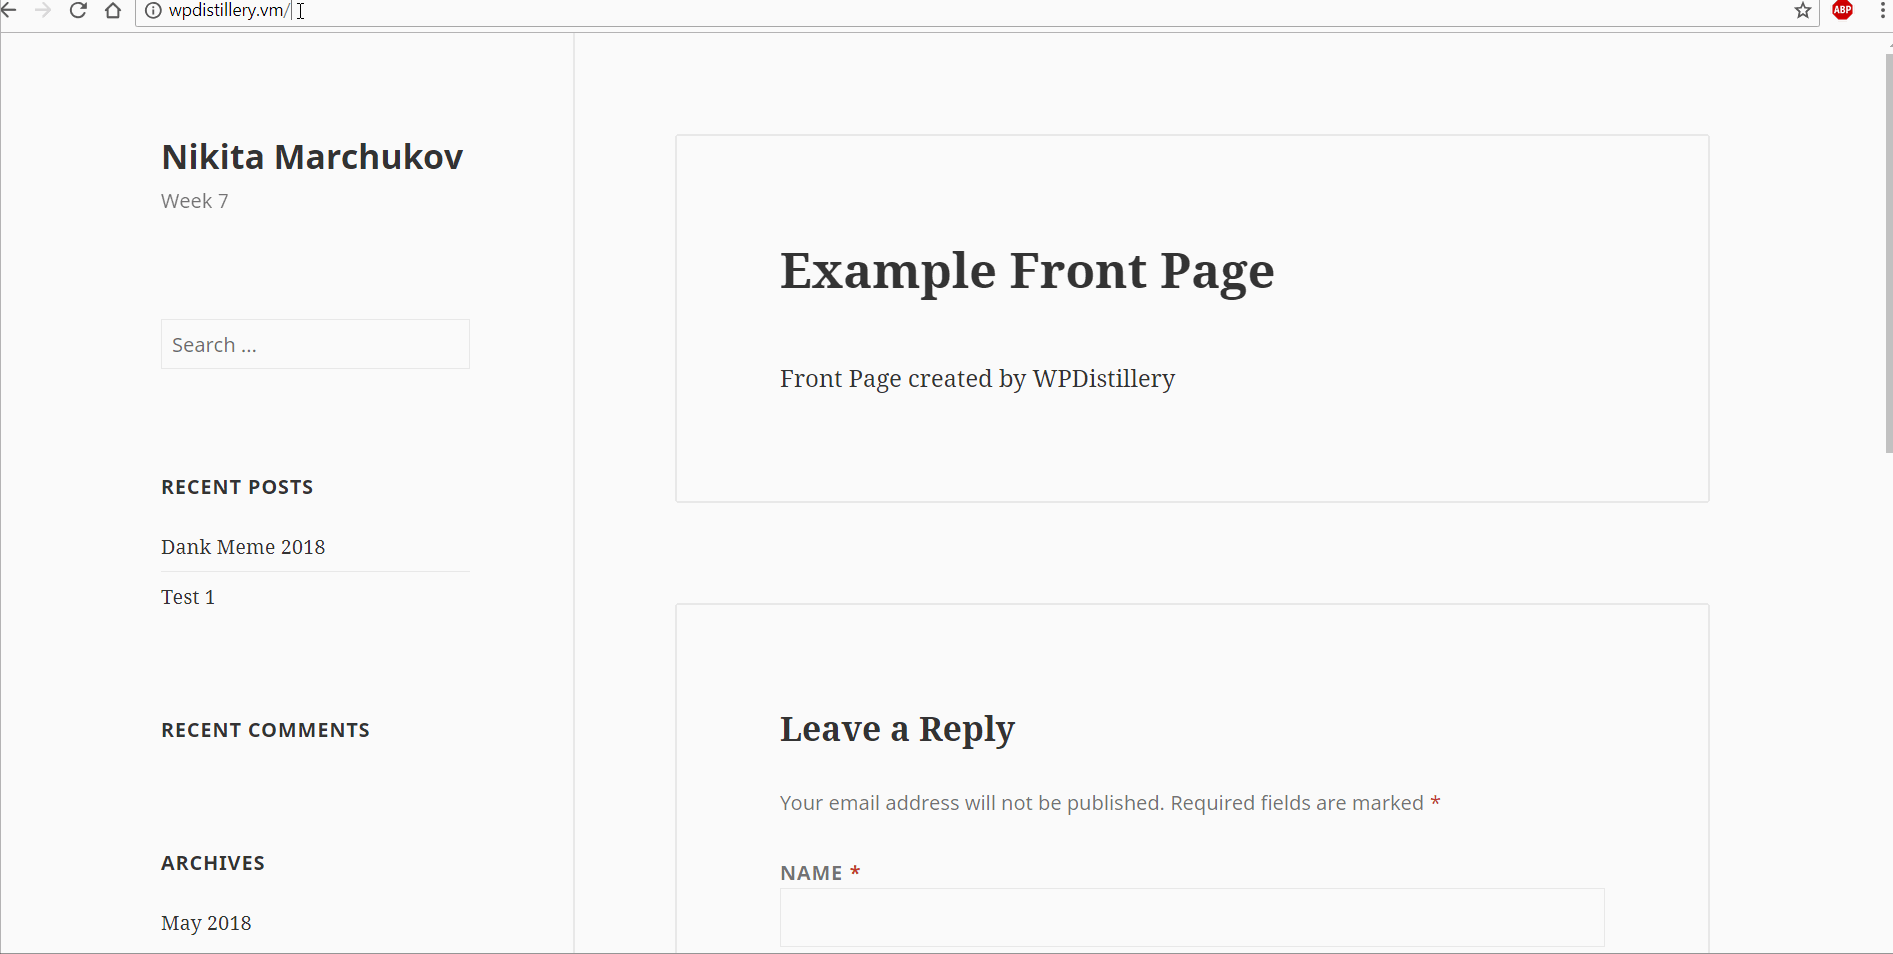 wpdistillery.vm/
ABP
Nikita Marchukov
Week 7
Search ...
RECENT POSTS
Dank Meme 2018
Test 1
RECENT COMMENTS
ARCHIVES
May 2018
Example Front Page
Front Page created by WPDistillery
Leave a Reply
Your email address will not be published. Required fields are marked *
NAME *